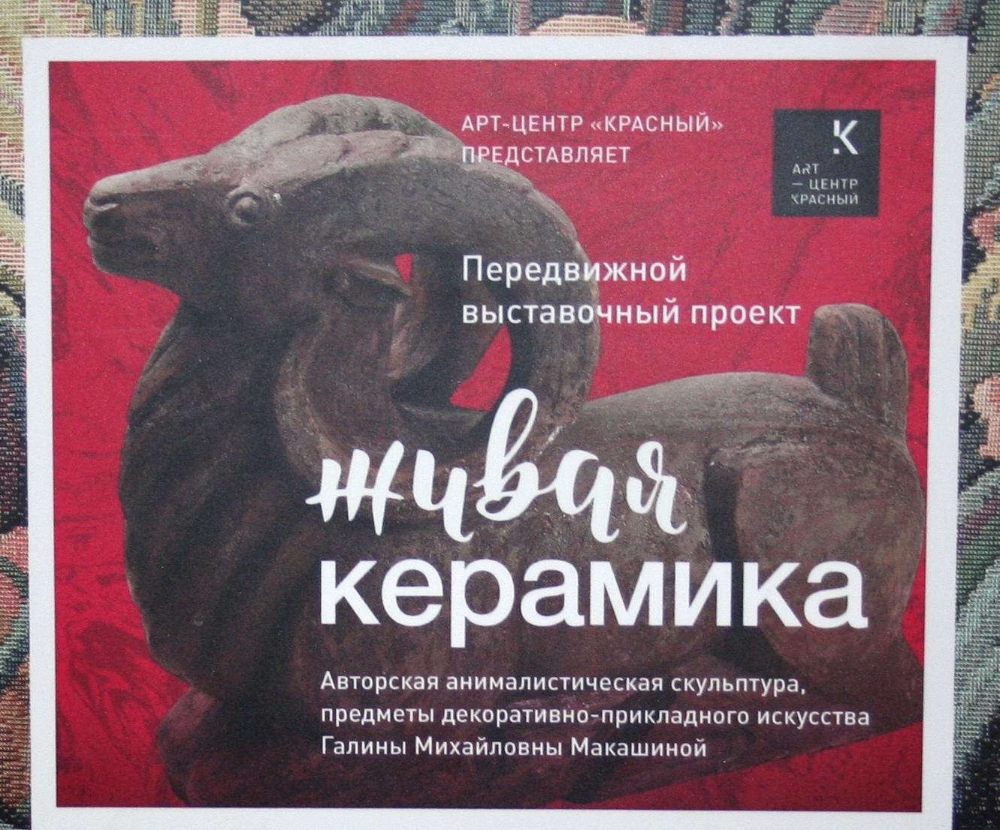 АРТ-ЦЕНТР «КРАСНЫЙ»
ПРЕДСТАВЛЯЕТ
К
ART
— ЦЕНТР
КРАСНЫЙ
Передвижной
выставочный проект
живая
керамика
Авторская анималистическая скульптура,
предметы декоративно-прикладного искусства
Галины Михайловны Макашиной